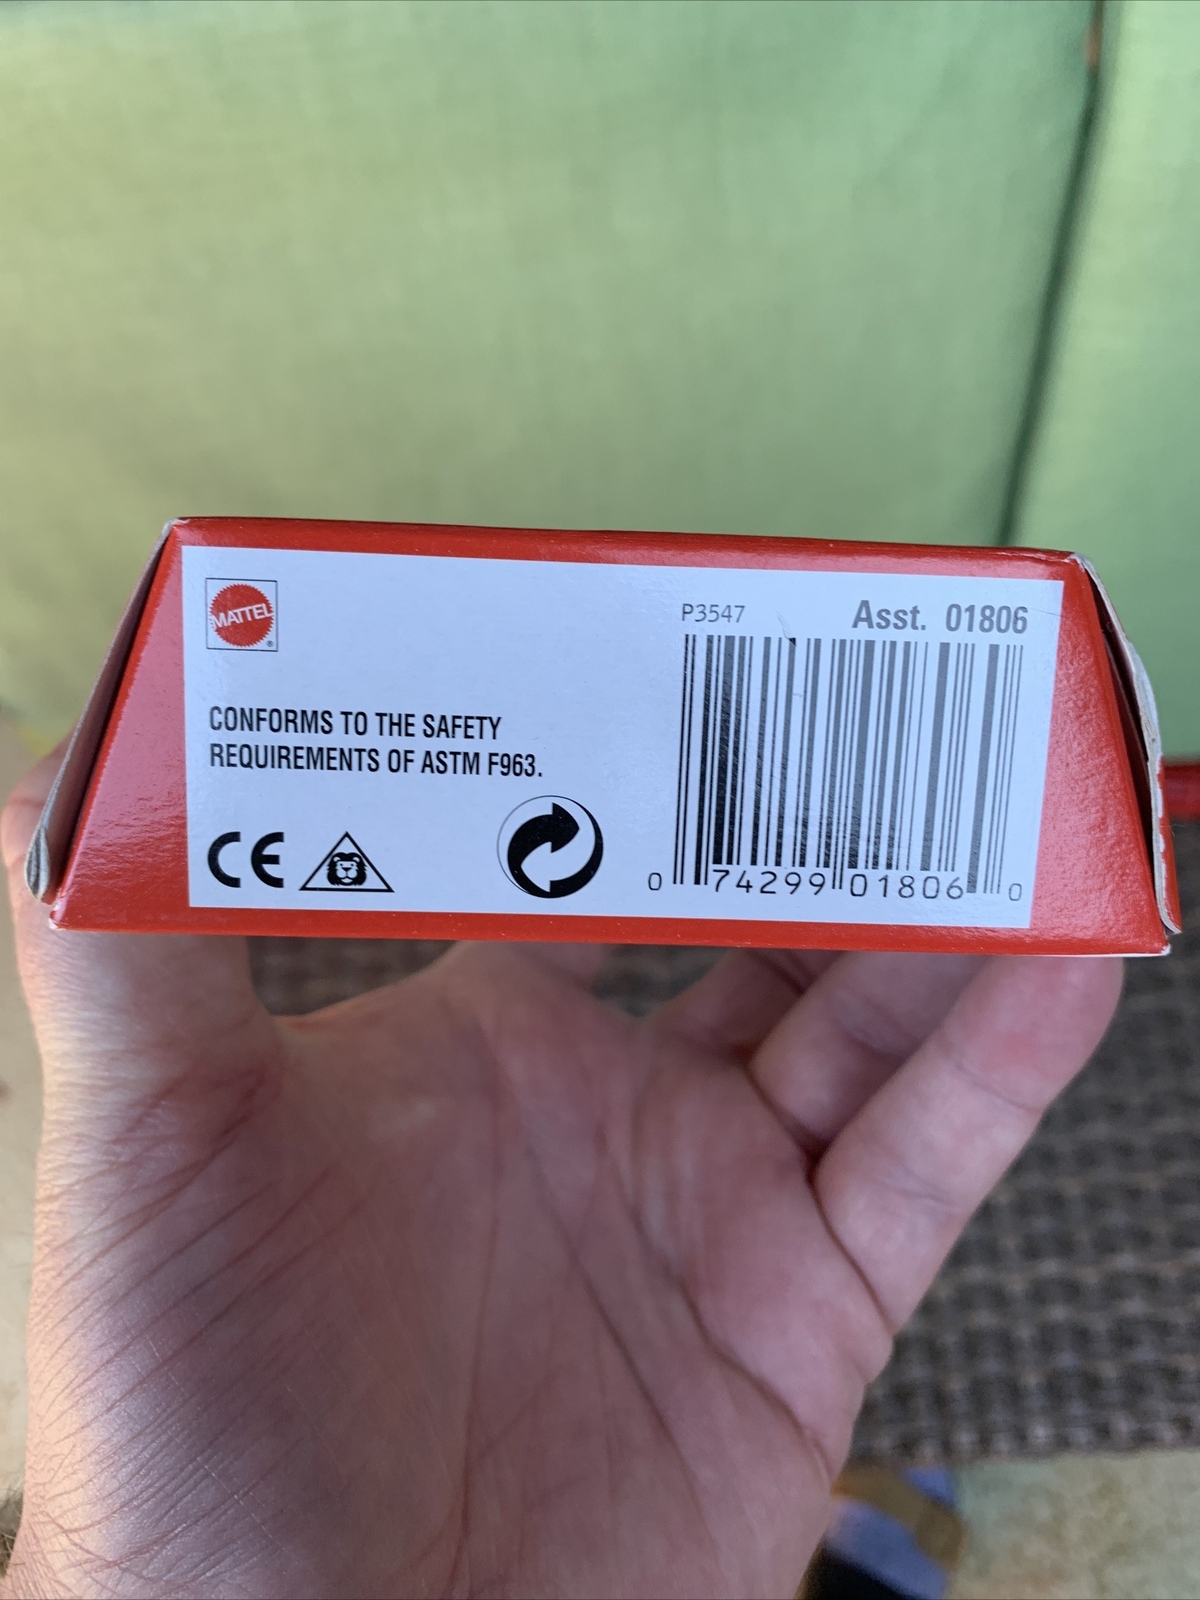 MATTEL
®
P3547
Asst. 01806
CONFORMS TO THE SAFETY
REQUIREMENTS OF ASTM F963.
CE
0 74299 01806 0